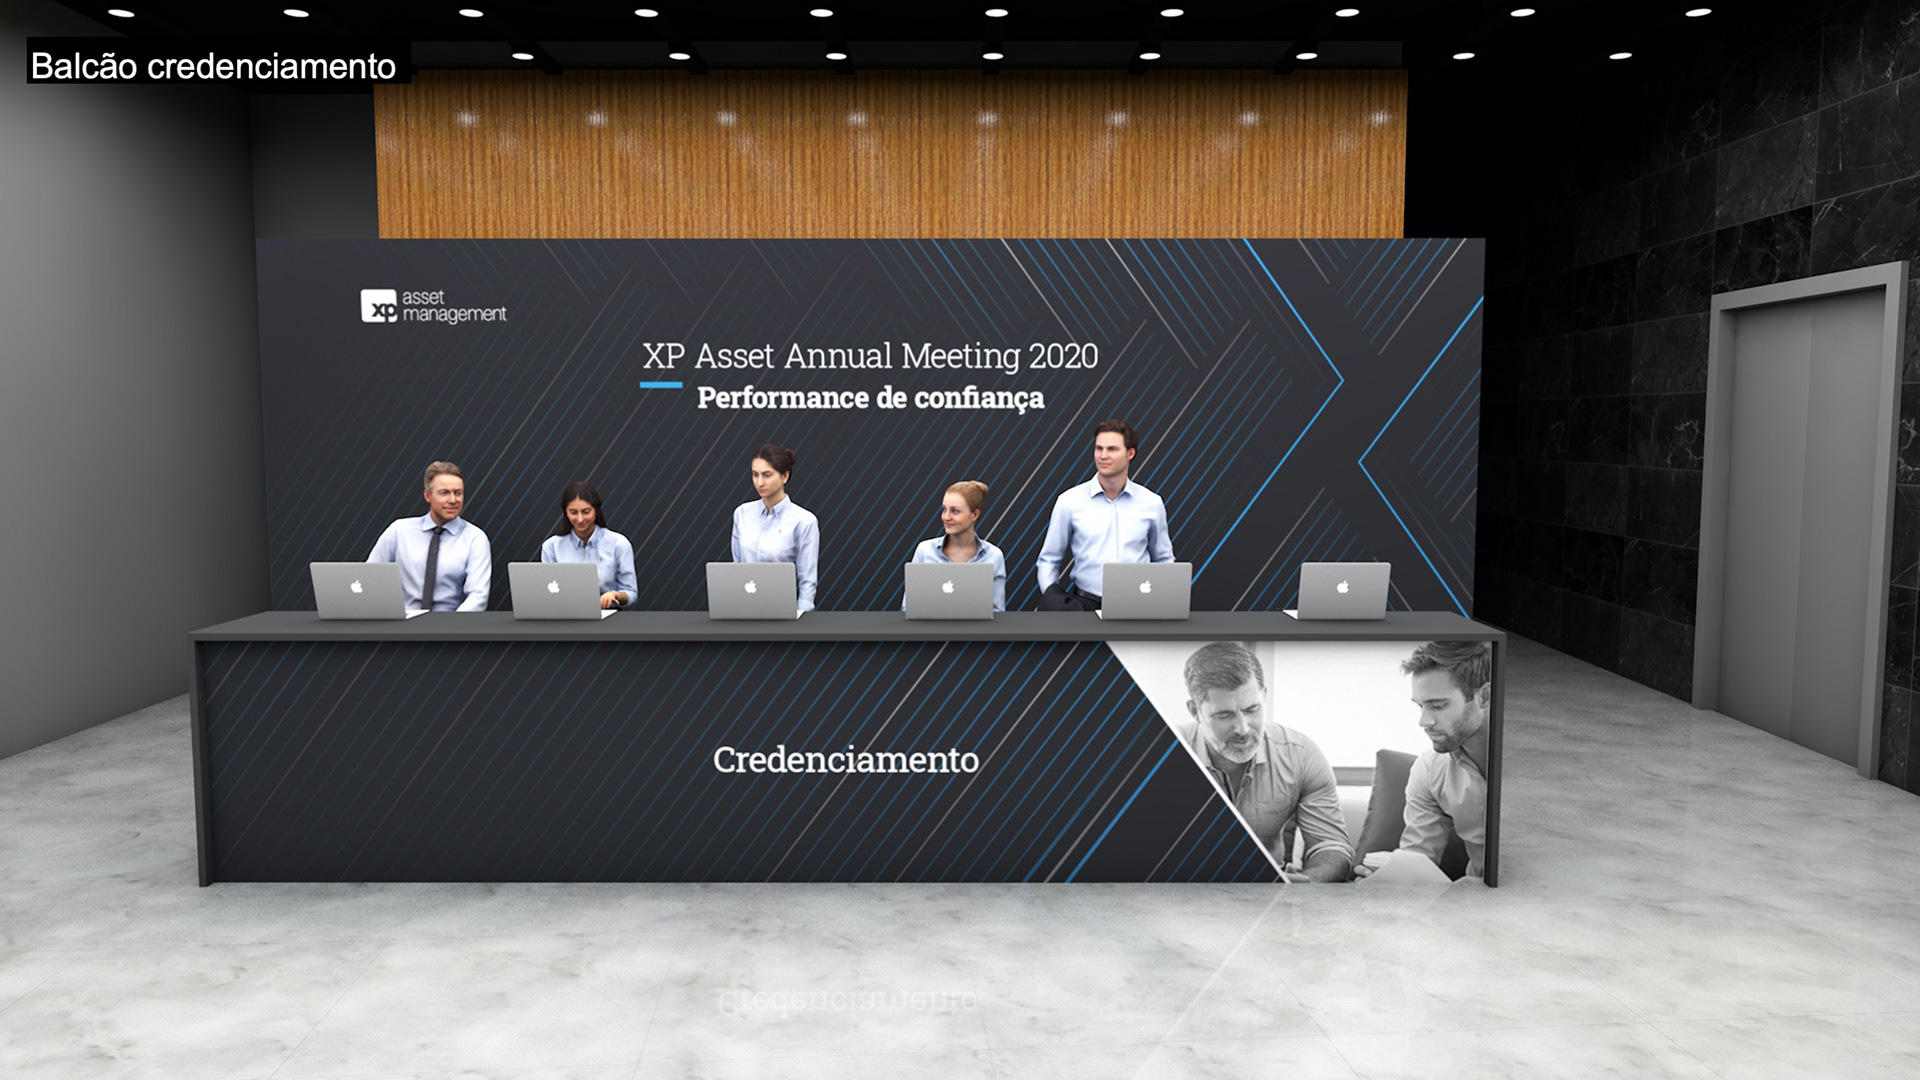 Balcão credenciamento
xp asset
management
XP Asset Annual Meeting 2020
Performance de confiança
Credenciamento